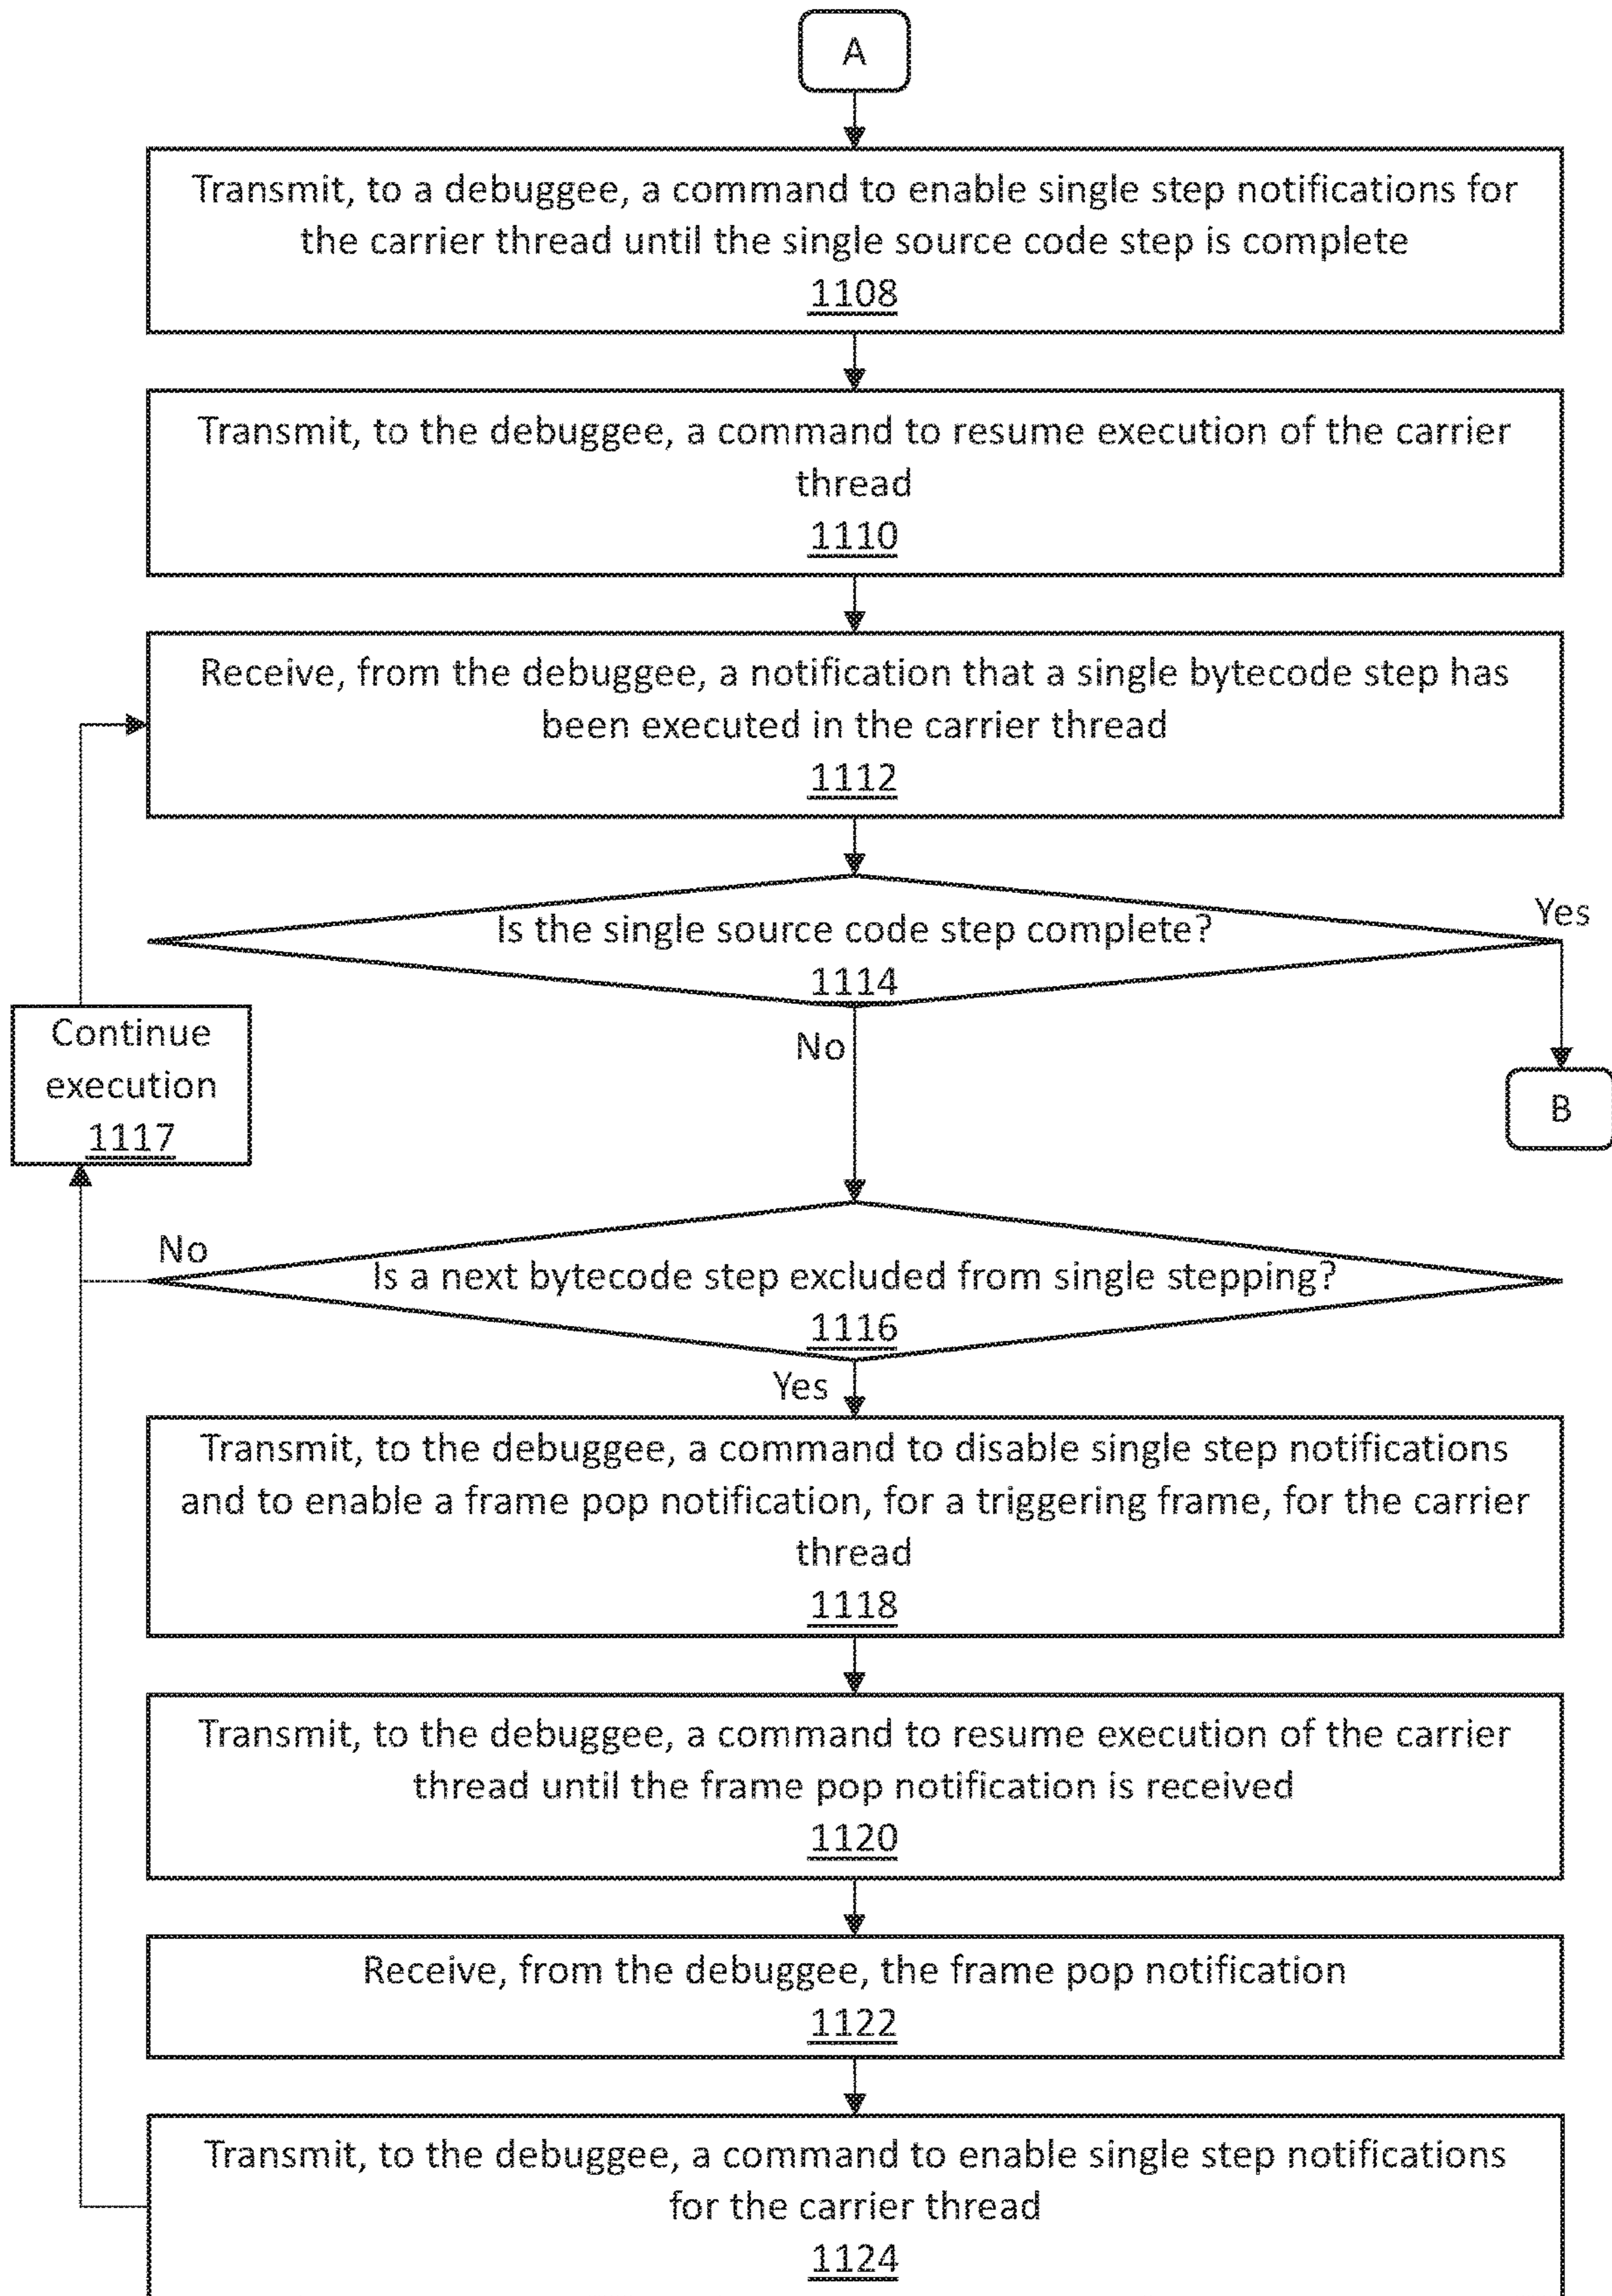 A
Transmit, to a debuggee, a command to enable single step notifications for
the carrier thread until the single source code step is complete
1108
Transmit, to the debuggee, a command to resume execution of the carrier
thread
1110
Receive, from the debuggee, a notification that a single bytecode step has
been executed in the carrier thread
1112
Yes
Is the single source code step complete?
1114
Continue
execution
1117
No
B
No
Is a next bytecode step excluded from single stepping?
1116
Yes
Transmit, to the debuggee, a command to disable single step notifications
and to enable a frame pop notification, for a triggering frame, for the carrier
thread
1118
Transmit, to the debuggee, a command to resume execution of the carrier
thread until the frame pop notification is received
1120
Receive, from the debuggee, the frame pop notification
1122
Transmit, to the debuggee, a command to enable single step notifications
for the carrier thread
1124